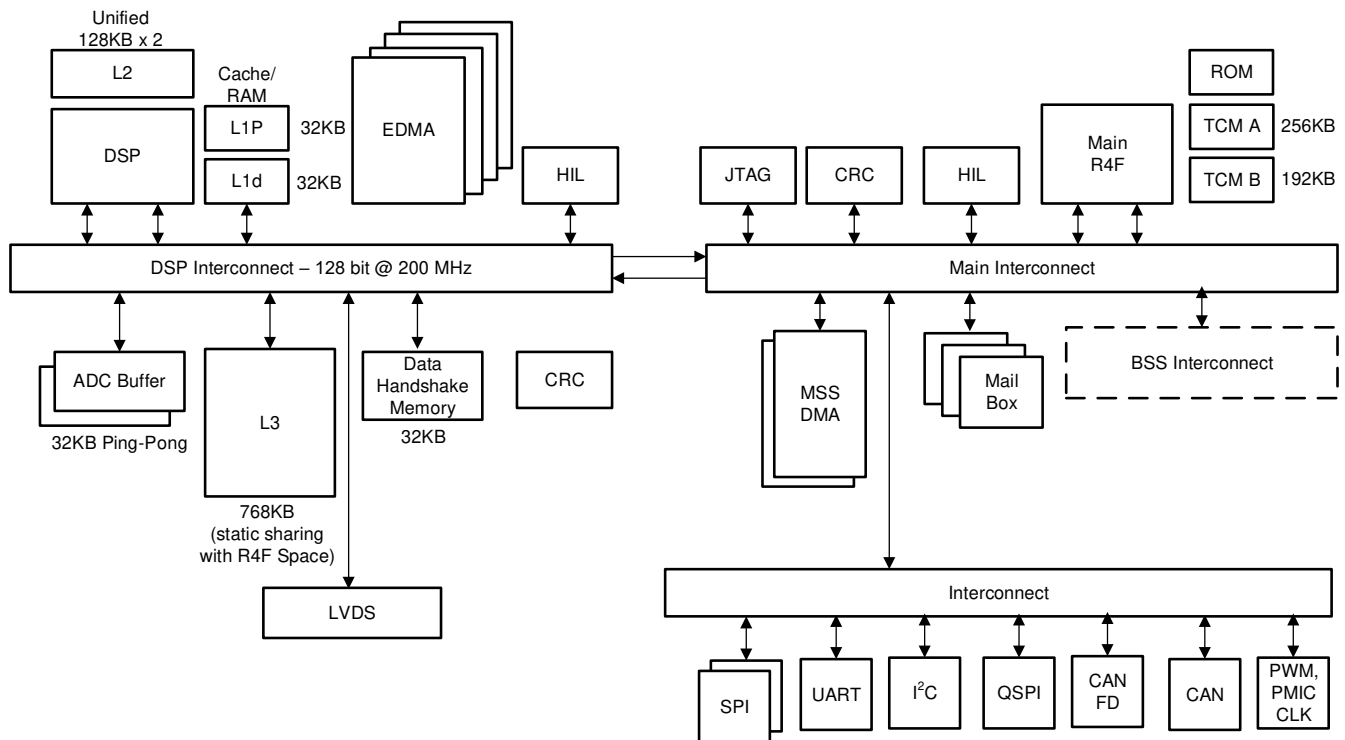 Unified
128KB x 2
L2
Cache/
RAM
L1P
32KB
DSP
L1d
32KB
EDMA
HIL
JTAG
CRC
HIL
Main
R4F
ROM
TCM A
256KB
TCM B
192KB
DSP Interconnect – 128 bit @ 200 MHz
Main Interconnect
ADC Buffer
32KB Ping-Pong
L3
768KB
(static sharing
with R4F Space)
Data
Handshake
Memory
32KB
CRC
LVDS
MSS
DMA
Mail
Box
BSS Interconnect
Interconnect
SPI
UART
I²C
QSPI
CAN
FD
CAN
PWM,
PMIC
CLK